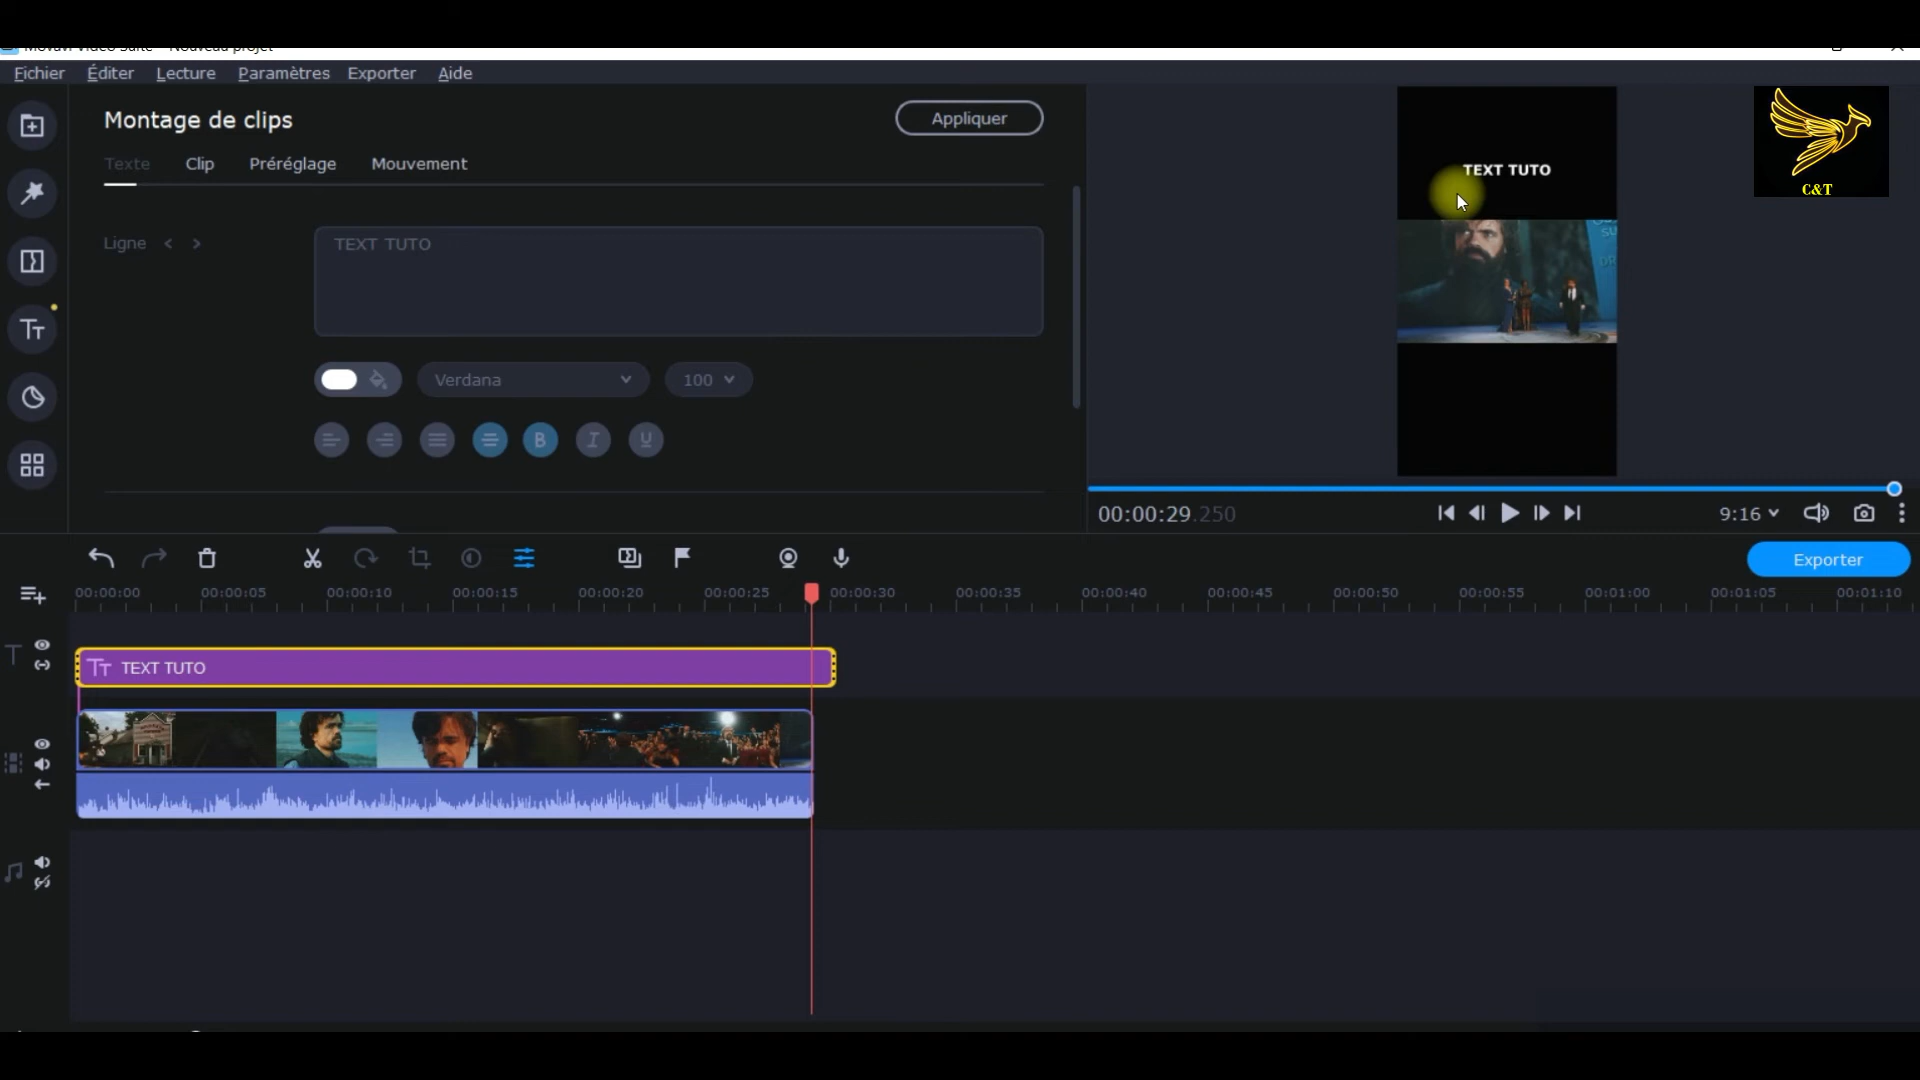 Movavi Video Suite – Nouveau projet
Fichier Éditer Lecture Paramètres Exporter Aide
Montage de clips
Appliquer
Texte Clip Préréglage Mouvement
Ligne < >
TEXT TUTO
Verdana
100
B I U
TEXT TUTO
C&T
00:00:29.250
9:16
Exporter
00:00:00 00:00:05 00:00:10 00:00:15 00:00:20 00:00:25 00:00:30 00:00:35 00:00:40 00:00:45 00:00:50 00:00:55 00:01:00 00:01:05 00:01:10
T
Tт TEXT TUTO